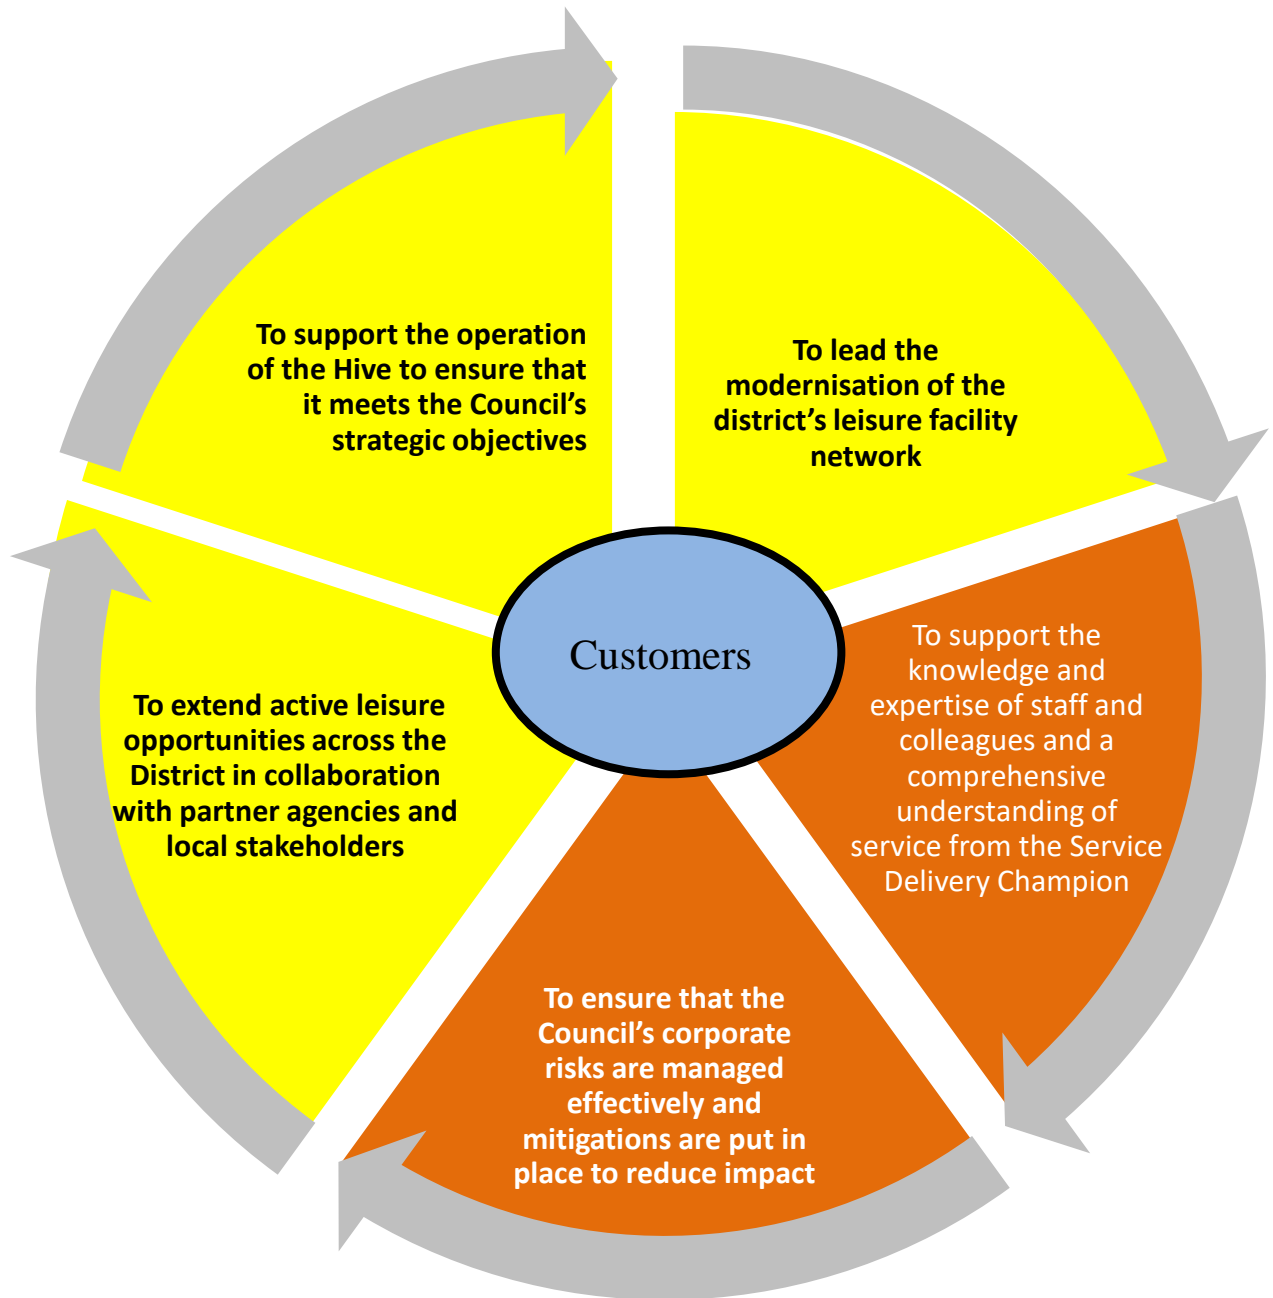 To support the operation
of the Hive to ensure that
it meets the Council’s
strategic objectives
To lead the
modernisation of the
district’s leisure facility
network
Customers
To support the
knowledge and
expertise of staff and
colleagues and a
comprehensive
understanding of
service from the Service
Delivery Champion
To extend active leisure
opportunities across the
District in collaboration
with partner agencies and
local stakeholders
To ensure that the
Council’s corporate
risks are managed
effectively and
mitigations are put in
place to reduce impact